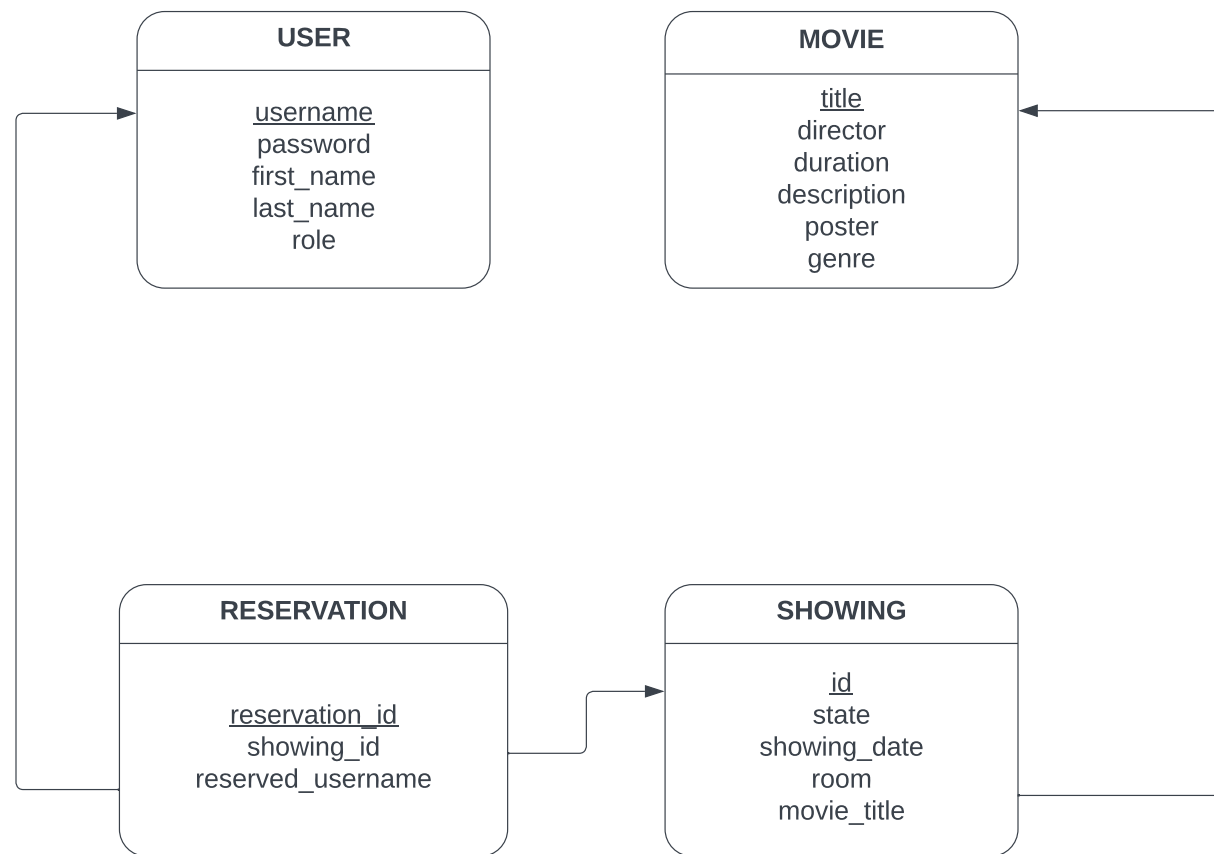 USER
username
password
first_name
last_name
role
MOVIE
title
director
duration
description
poster
genre
RESERVATION
reservation_id
showing_id
reserved_username
SHOWING
id
state
showing_date
room
movie_title